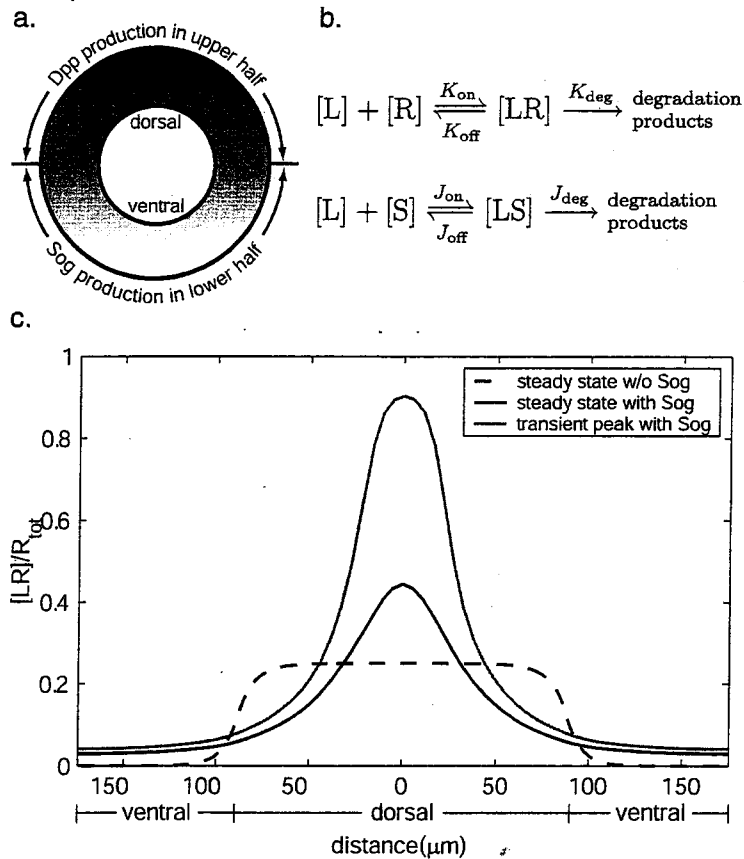 a.
Dpp production in upper half
dorsal
ventral
Sog production in lower half
b.
[L] + [R] K_on K_off [LR] K_deg degradation products
[L] + [S] J_on J_off [LS] J_deg degradation products
c.
steady state w/o Sog
steady state with Sog
transient peak with Sog
[LR]/R_tot
1
0.8
0.6
0.4
0.2
0
150 100 50 0 50 100 150
ventral dorsal ventral
distance(μm)